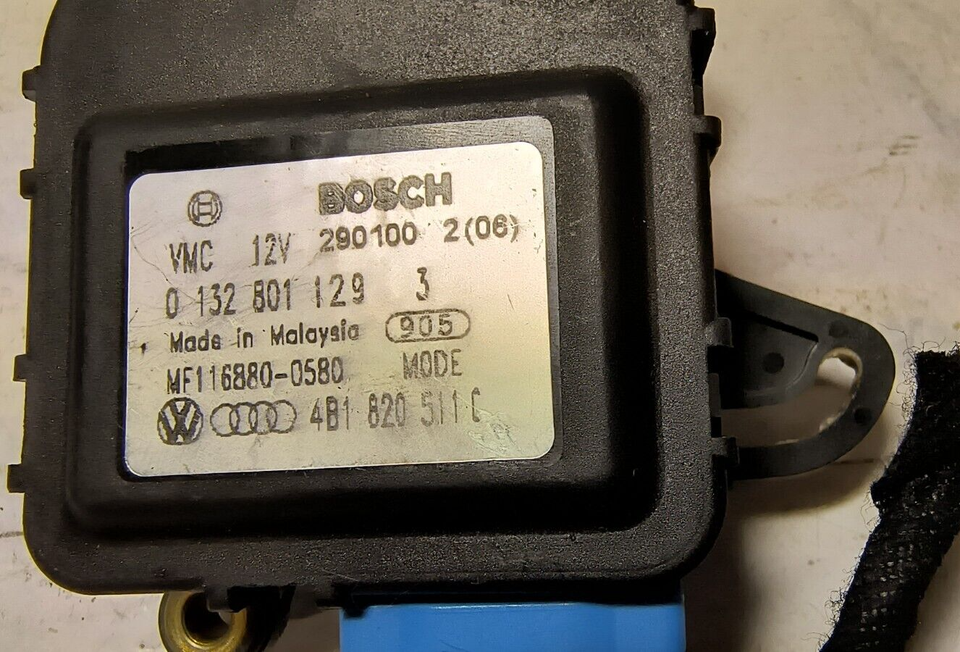 BOSCH
VMC 12V 290100 2(06)
0 132 801 129 3
Made in Malaysia 905
MF116880-0580 MODE
4B1 820 511 C